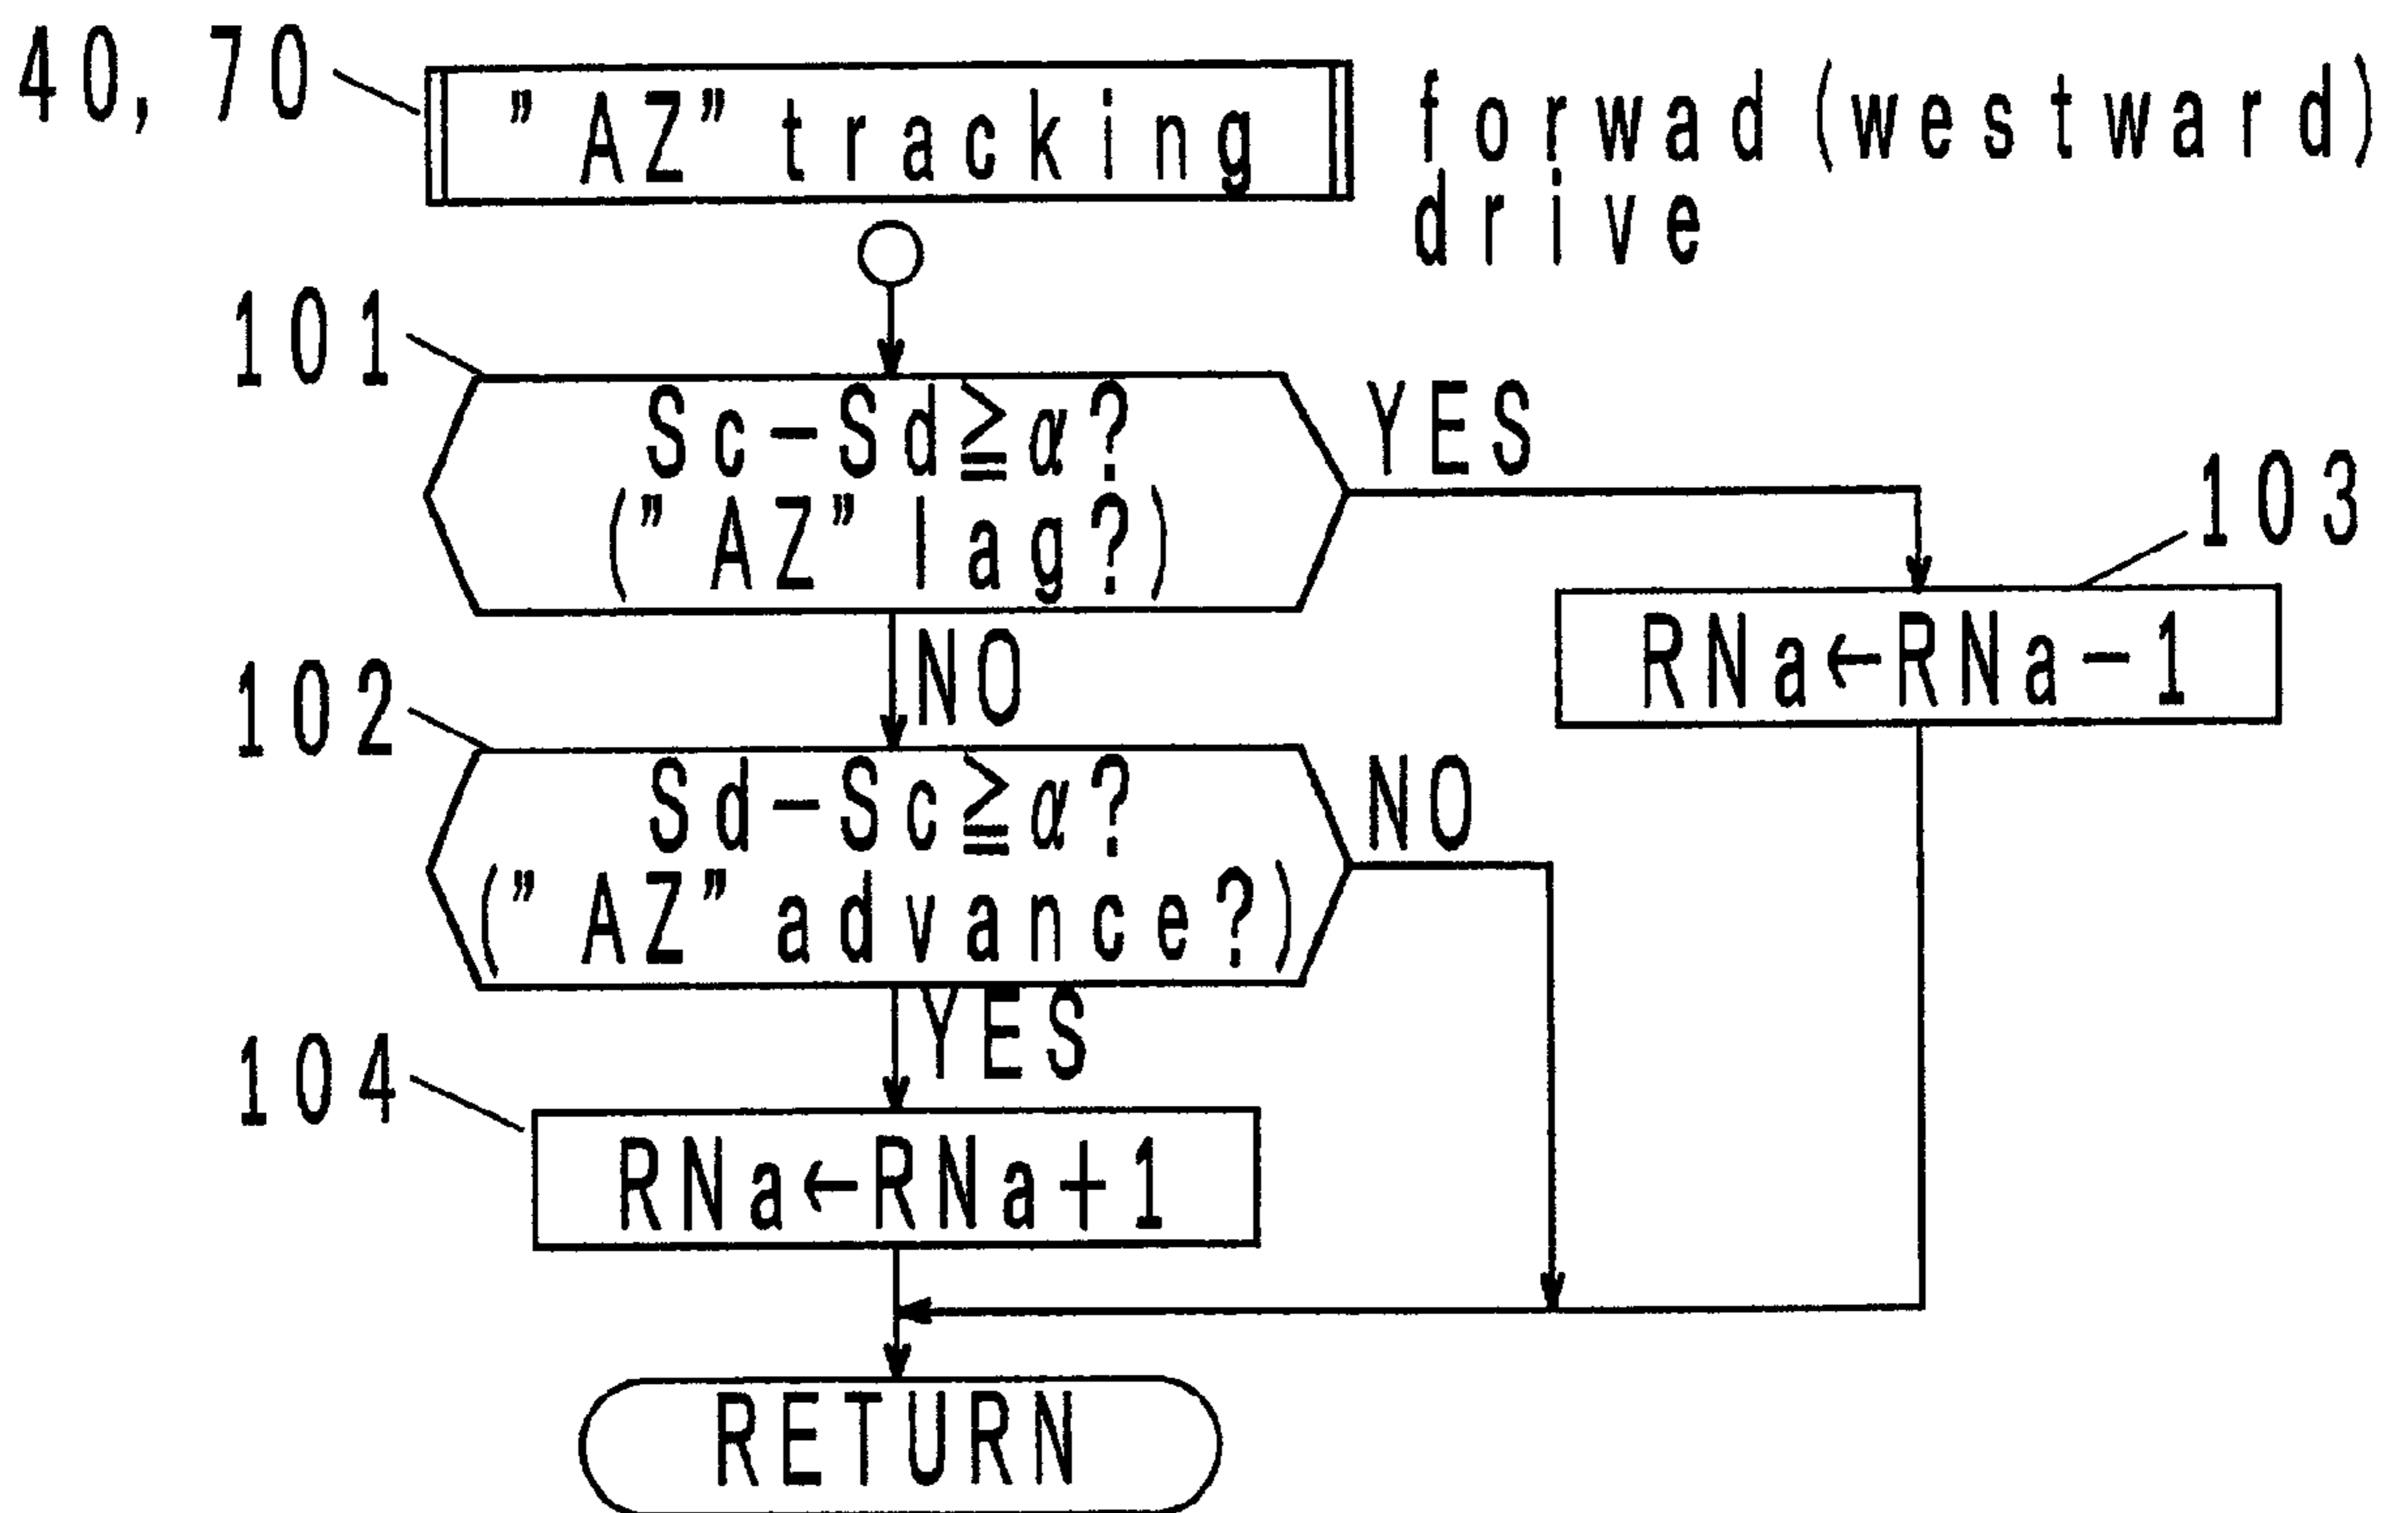 40, 70
”AZ” tracking
forwad (westward)
drive
101
Sc-Sd≧α?
(”AZ” lag?)
YES
103
NO
RNa←RNa-1
102
Sd-Sc≧α?
(”AZ” advance?)
NO
YES
104
RNa←RNa+1
RETURN